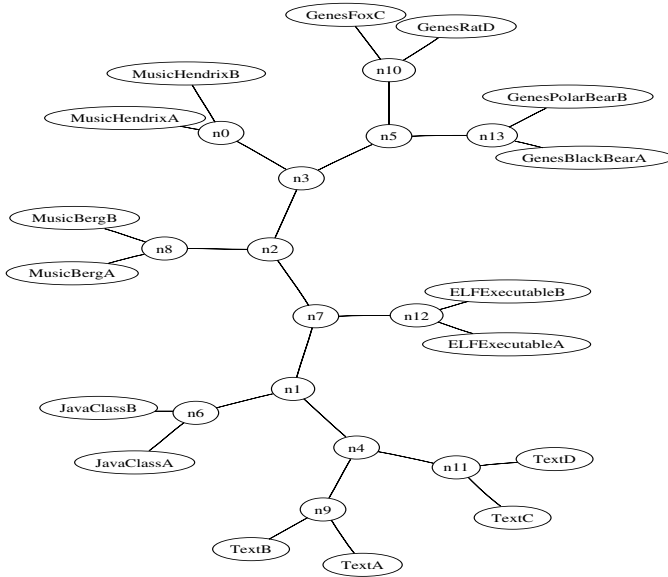 GenesFoxC
GenesRatD
n10
MusicHendrixB
MusicHendrixA
n0
GenesPolarBearB
n5
n13
GenesBlackBearA
n3
MusicBergB
n8
n2
MusicBergA
ELFExecutableB
n7
n12
ELFExecutableA
n1
JavaClassB
n6
JavaClassA
n4
TextD
n11
n9
TextC
TextB
TextA